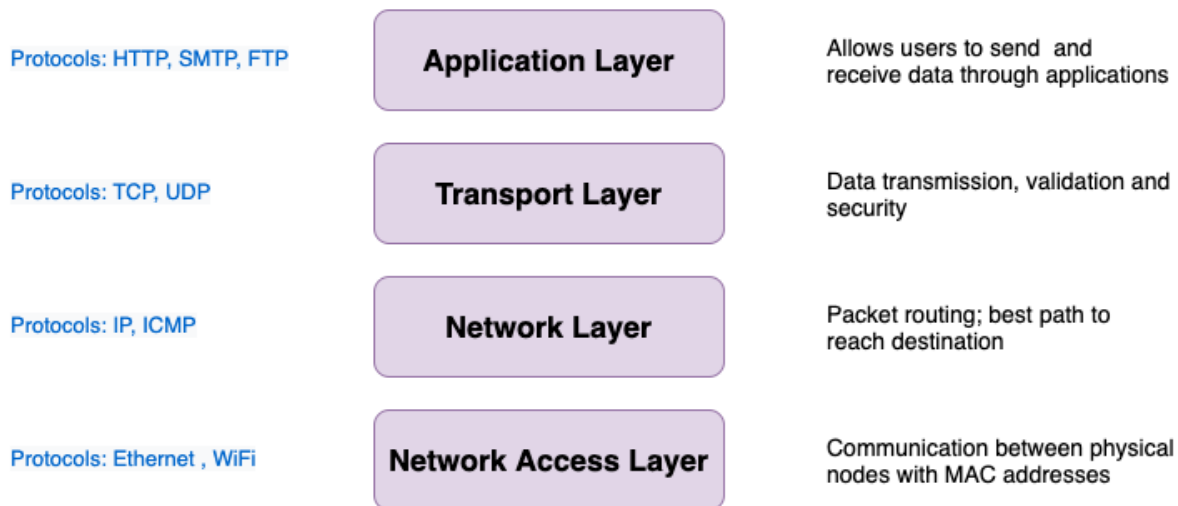 Protocols: HTTP, SMTP, FTP
Application Layer
Allows users to send and
receive data through applications
Protocols: TCP, UDP
Transport Layer
Data transmission, validation and
security
Protocols: IP, ICMP
Network Layer
Packet routing; best path to
reach destination
Protocols: Ethernet , WiFi
Network Access Layer
Communication between physical
nodes with MAC addresses